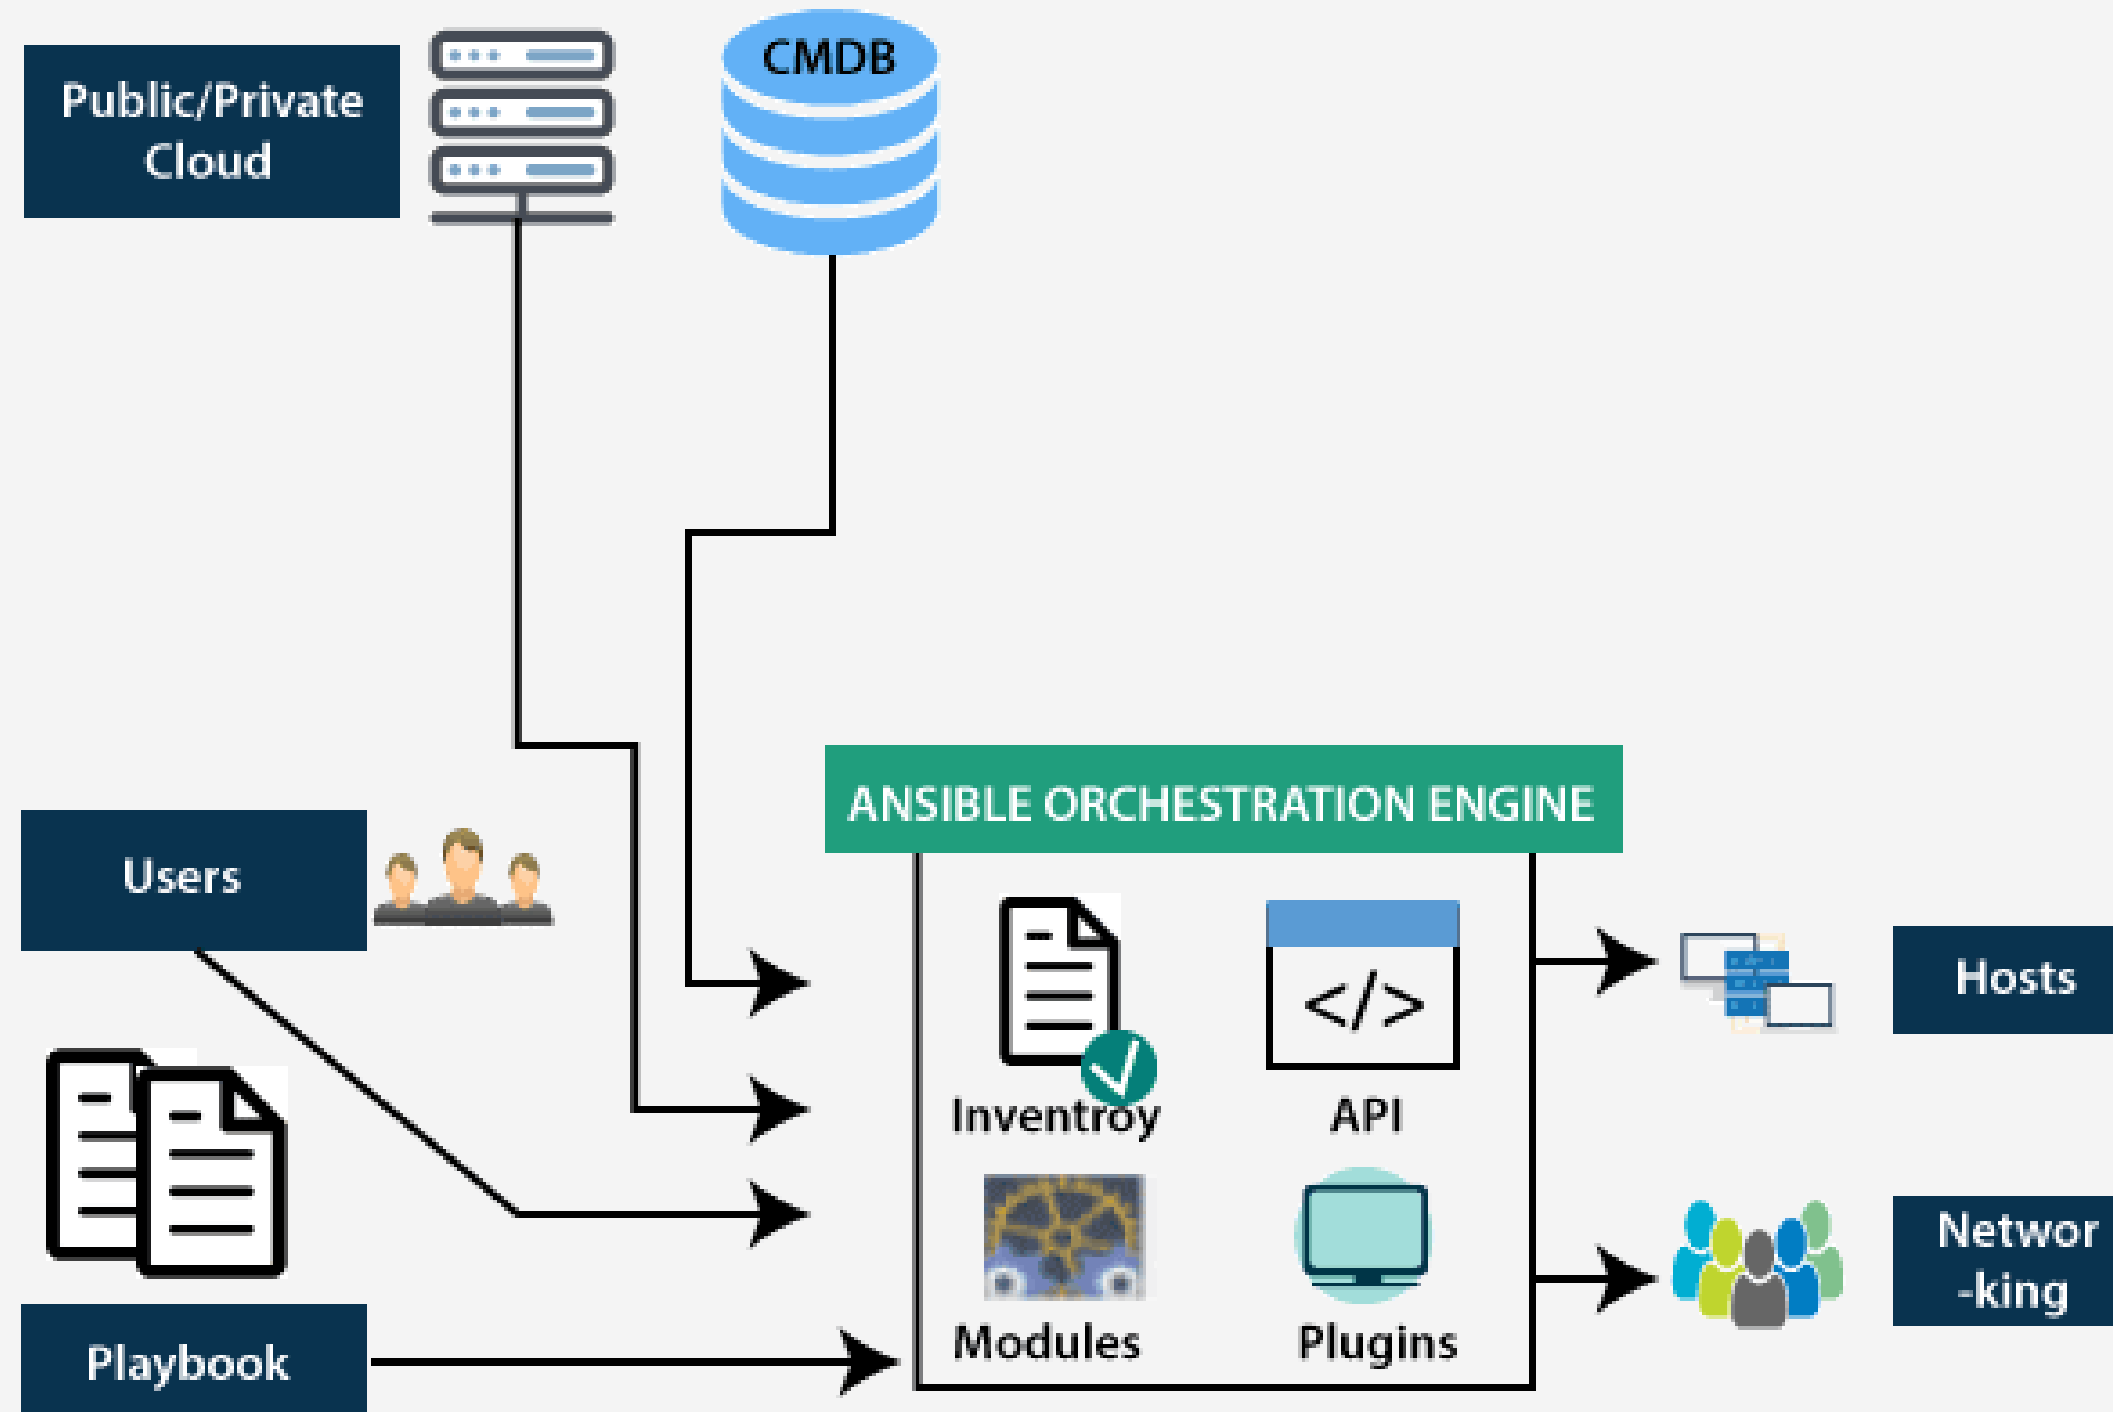 Public/Private
Cloud
CMDB
ANSIBLE ORCHESTRATION ENGINE
Users
</>
Hosts
Inventroy
API
Networ
-king
Modules
Plugins
Playbook